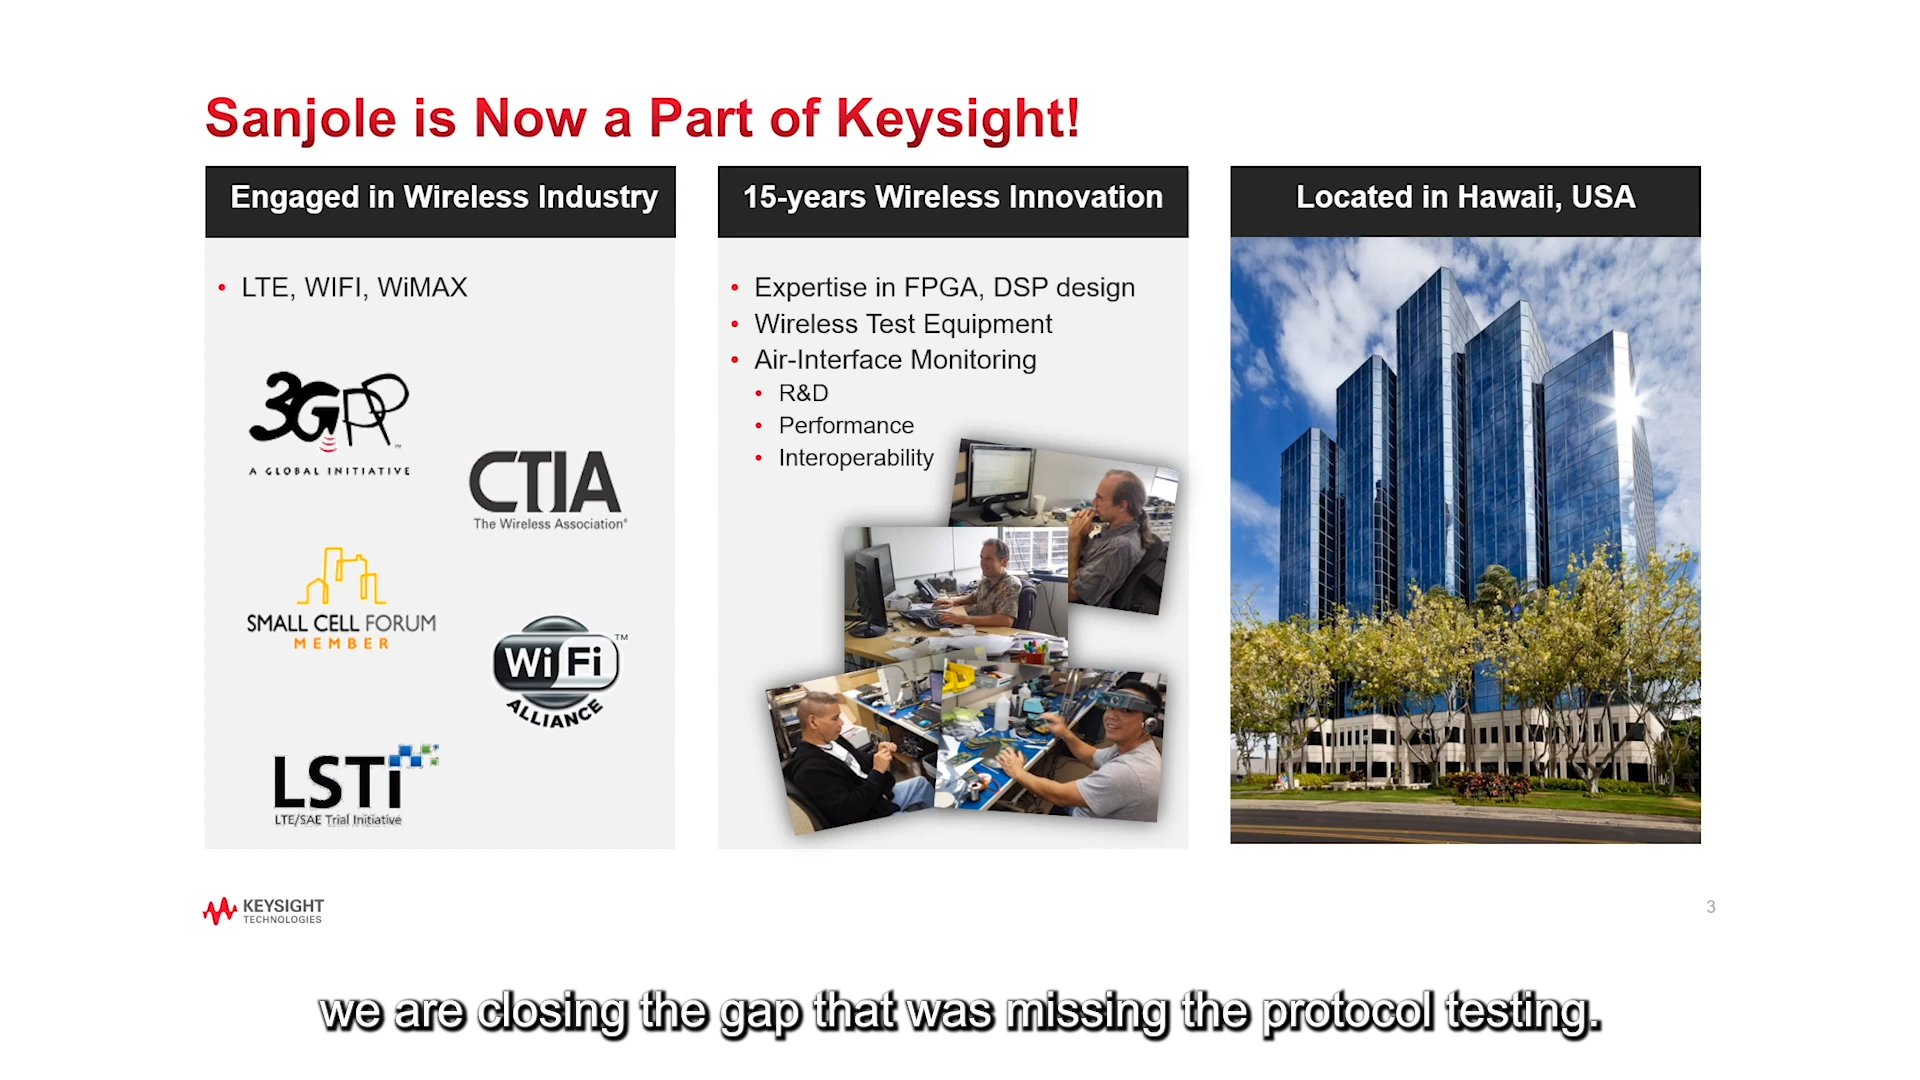 Sanjole is Now a Part of Keysight!
Engaged in Wireless Industry
• LTE, WIFI, WiMAX
3GPP™
A GLOBAL INITIATIVE
CTIA
The Wireless Association®
SMALL CELL FORUM
MEMBER
Wi Fi™
ALLIANCE
LSTi
LTE/SAE Trial Initiative
15-years Wireless Innovation
• Expertise in FPGA, DSP design
• Wireless Test Equipment
• Air-Interface Monitoring
• R&D
• Performance
• Interoperability
Located in Hawaii, USA
KEYSIGHT
TECHNOLOGIES
3
we are closing the gap that was missing the protocol testing.